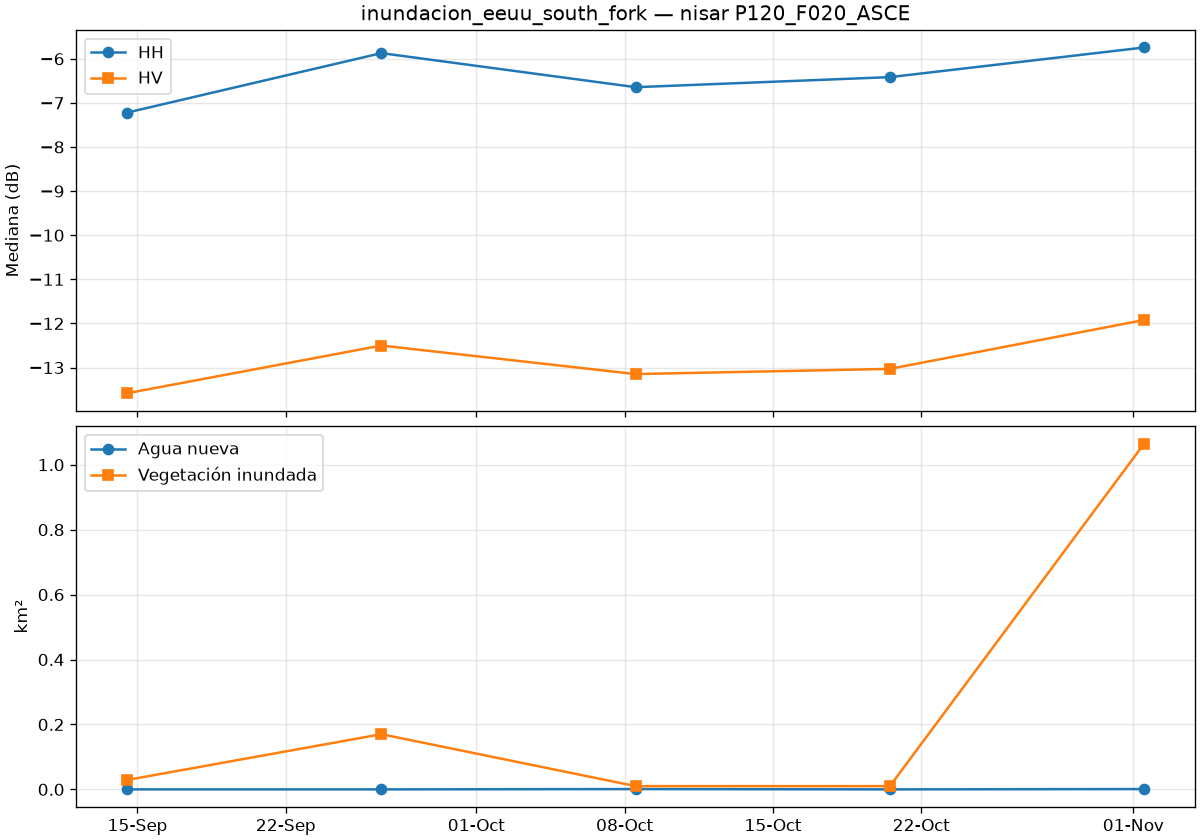 inundacion_eeuu_south_fork — nisar P120_F020_ASCE
HH
HV
Mediana (dB)
−6
−7
−8
−9
−10
−11
−12
−13
Agua nueva
Vegetación inundada
km²
1.0
0.8
0.6
0.4
0.2
0.0
15-Sep 22-Sep 01-Oct 08-Oct 15-Oct 22-Oct 01-Nov